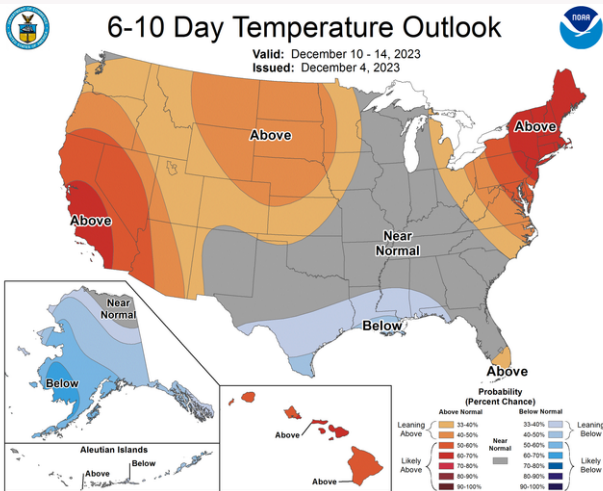 6-10 Day Temperature Outlook
Valid: December 10 - 14, 2023
Issued: December 4, 2023
NOAA
Above
Above
Above
Near
Normal
Below
Above
Near
Normal
Below
Aleutian Islands
Above
Below
Above
Above
Probability
(Percent Chance)
Above Normal
Below Normal
Leaning
Above
Likely
Above
33-40%
40-50%
50-60%
60-70%
70-80%
80-90%
90-100%
Near
Normal
33-40%
40-50%
50-60%
60-70%
70-80%
80-90%
90-100%
Leaning
Below
Likely
Below